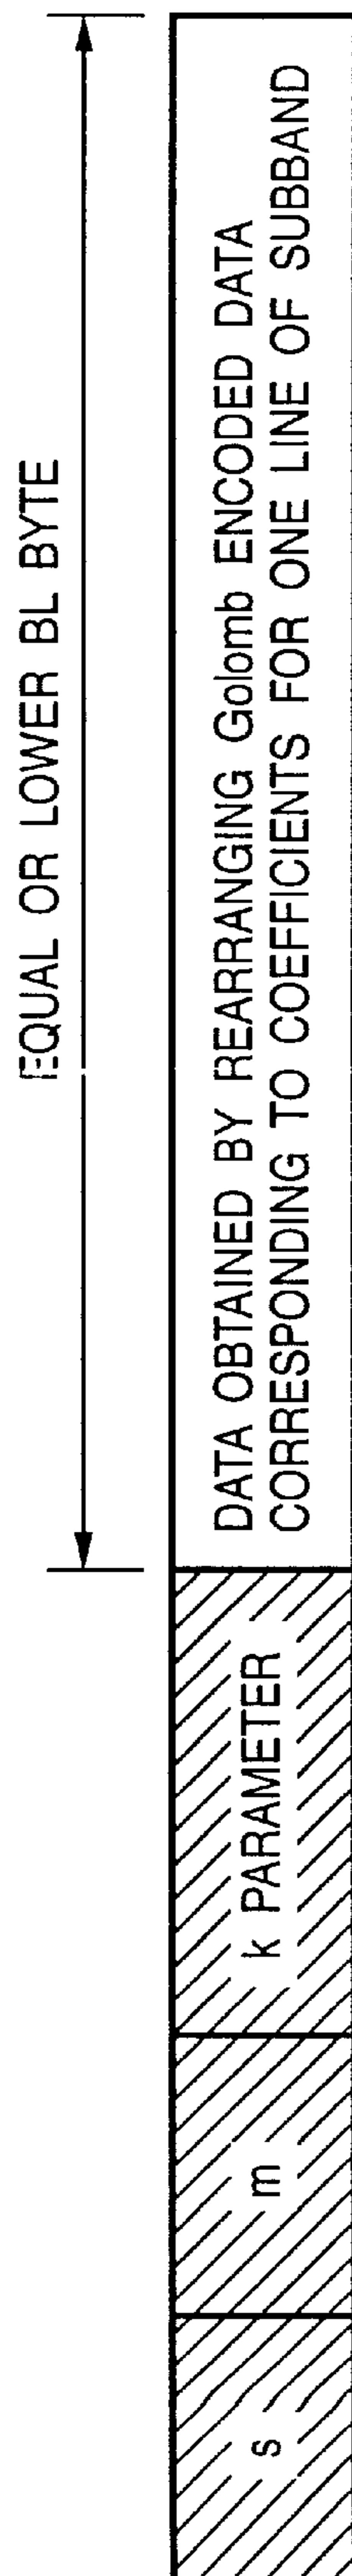 EQUAL OR LOWER BL BYTE
s
m
k PARAMETER
DATA OBTAINED BY REARRANGING Golomb ENCODED DATA
CORRESPONDING TO COEFFICIENTS FOR ONE LINE OF SUBBAND